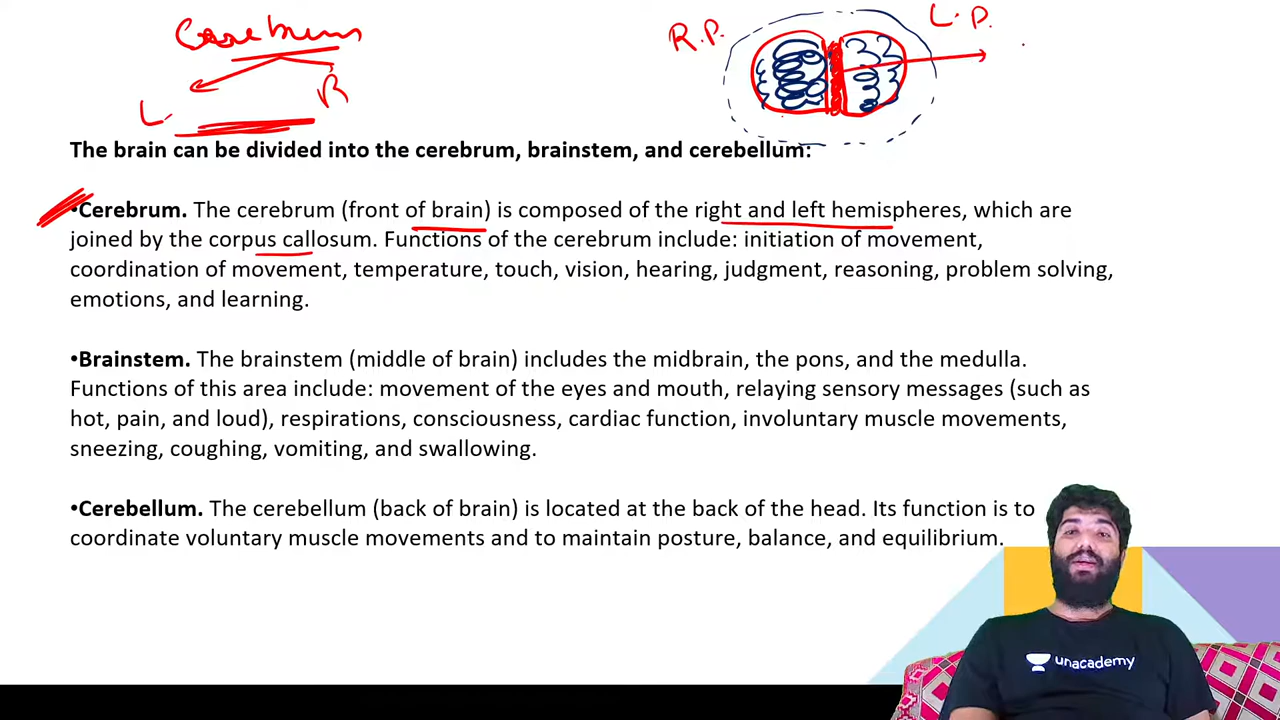 Cerebrum
L. R
R.P. L.P.
The brain can be divided into the cerebrum, brainstem, and cerebellum:
•Cerebrum. The cerebrum (front of brain) is composed of the right and left hemispheres, which are
joined by the corpus callosum. Functions of the cerebrum include: initiation of movement,
coordination of movement, temperature, touch, vision, hearing, judgment, reasoning, problem solving,
emotions, and learning.
•Brainstem. The brainstem (middle of brain) includes the midbrain, the pons, and the medulla.
Functions of this area include: movement of the eyes and mouth, relaying sensory messages (such as
hot, pain, and loud), respirations, consciousness, cardiac function, involuntary muscle movements,
sneezing, coughing, vomiting, and swallowing.
•Cerebellum. The cerebellum (back of brain) is located at the back of the head. Its function is to
coordinate voluntary muscle movements and to maintain posture, balance, and equilibrium.
unacademy